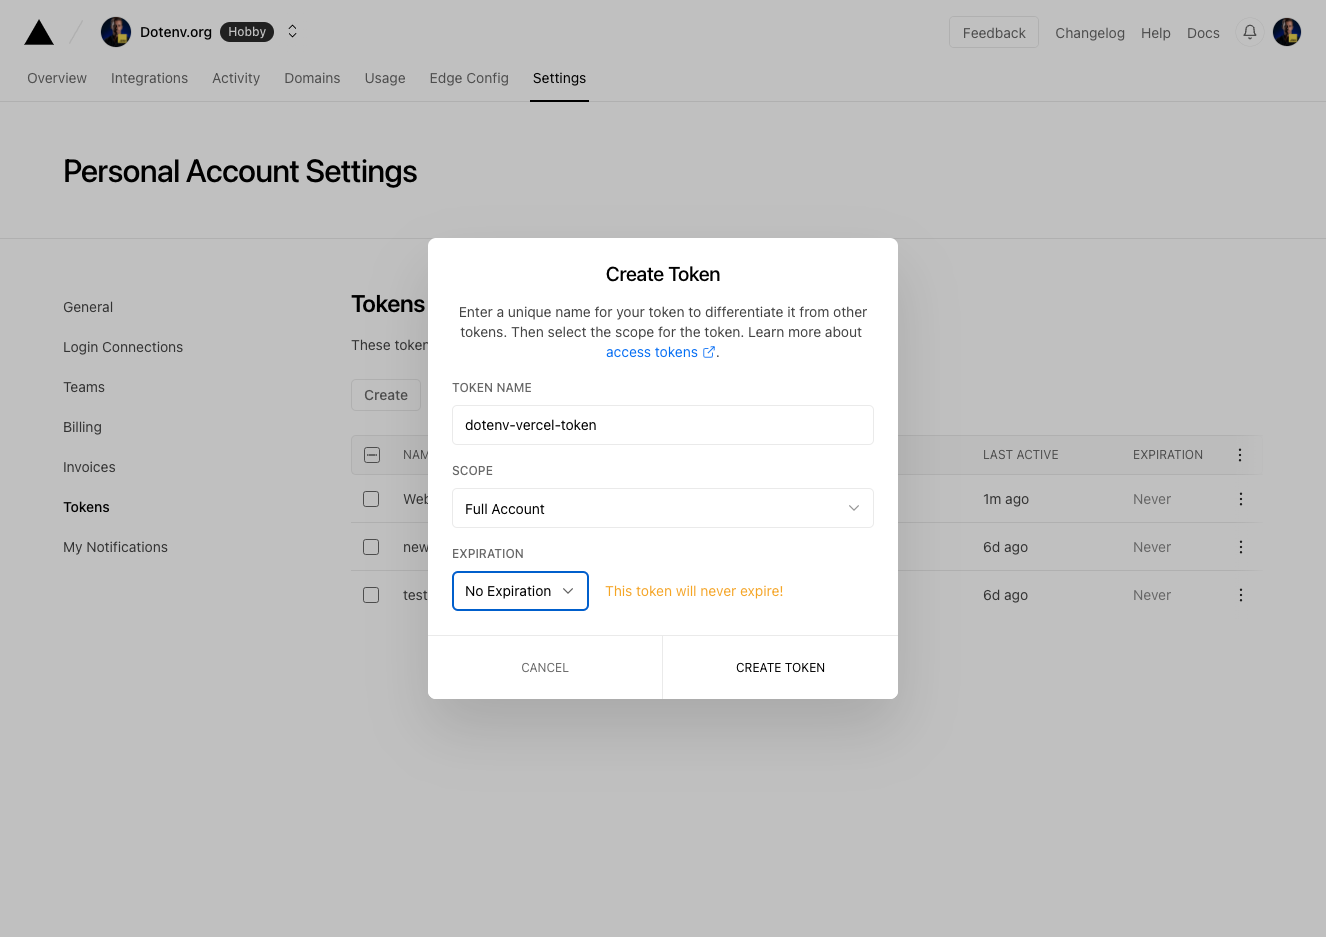 Dotenv.org Hobby
Feedback Changelog Help Docs
Overview Integrations Activity Domains Usage Edge Config Settings
Personal Account Settings
General
Login Connections
Teams
Billing
Invoices
Tokens
My Notifications
Tokens
These
Create
LAST ACTIVE EXPIRATION
1m ago Never
new 6d ago Never
test 6d ago Never
Create Token
Enter a unique name for your token to differentiate it from other
tokens. Then select the scope for the token. Learn more about
access tokens.
TOKEN NAME
dotenv-vercel-token
SCOPE
Full Account
EXPIRATION
No Expiration This token will never expire!
CANCEL CREATE TOKEN